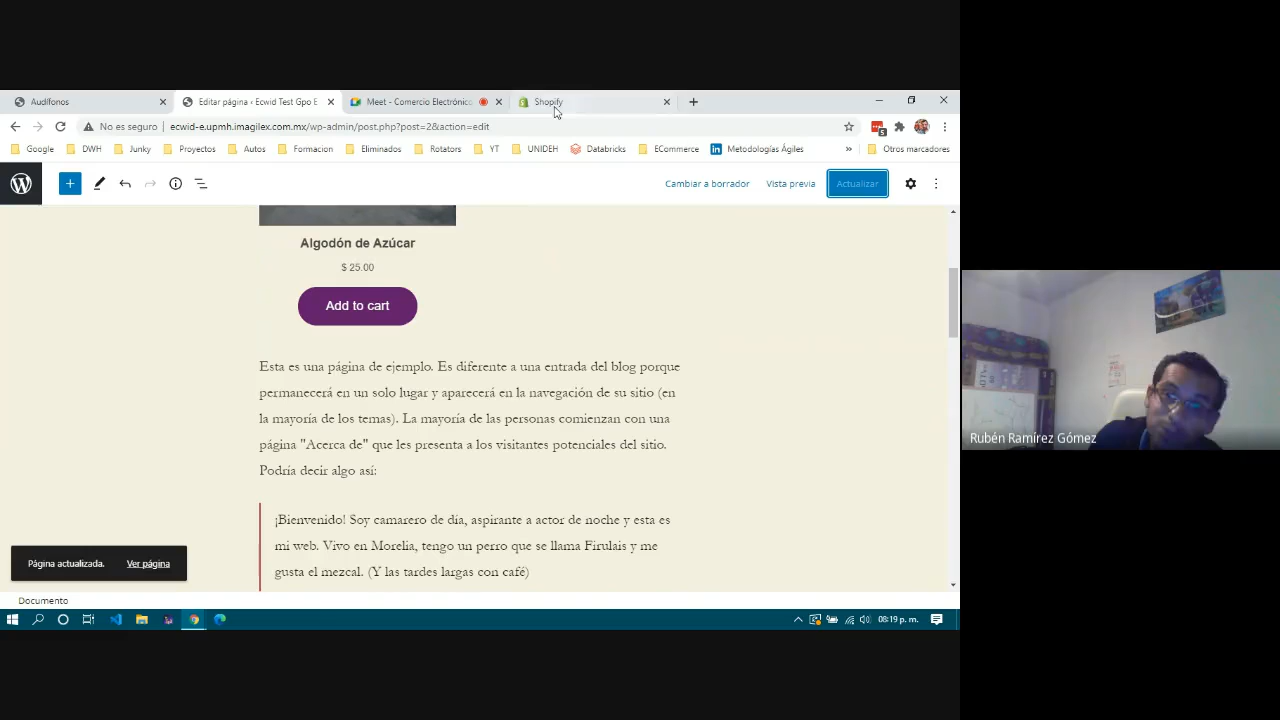 Audífonos
Editar página ‹ Ecwid Test Gpo E
Meet - Comercio Electrónico
Shopify
No es seguro
ecwid-e.upmh.imagilex.com.mx/wp-admin/post.php?post=2&action=edit
5
Google
DWH
Junky
Proyectos
Autos
Formacion
Eliminados
Rotators
YT
UNIDEH
Databricks
ECommerce
Metodologías Ágiles
»
Otros marcadores
Cambiar a borrador
Vista previa
Actualizar
Algodón de Azúcar
$ 25.00
Add to cart
Esta es una página de ejemplo. Es diferente a una entrada del blog porque
permanecerá en un solo lugar y aparecerá en la navegación de su sitio (en
la mayoría de los temas). La mayoría de las personas comienzan con una
página "Acerca de" que les presenta a los visitantes potenciales del sitio.
Podría decir algo así:
¡Bienvenido! Soy camarero de día, aspirante a actor de noche y esta es
mi web. Vivo en Morelia, tengo un perro que se llama Firulais y me
gusta el mezcal. (Y las tardes largas con café)
Página actualizada.
Ver página
Documento
08:19 p. m.
Rubén Ramírez Gómez